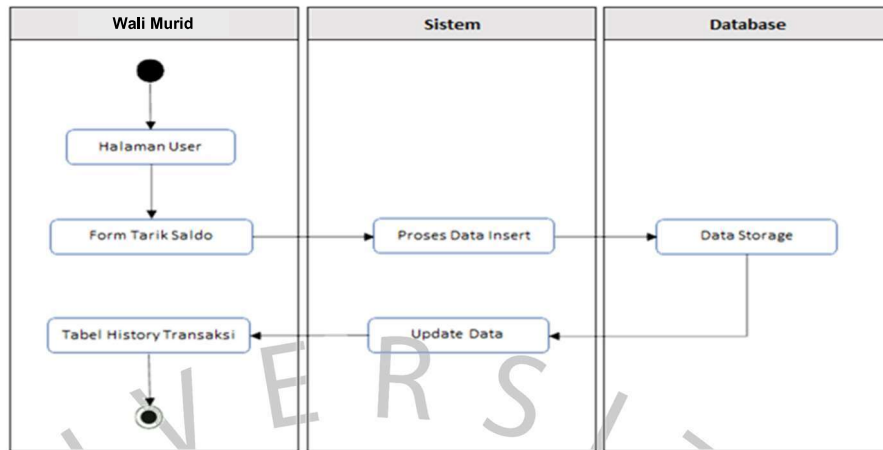 Wali Murid
Sistem
Database
Halaman User
Form Tarik Saldo
Proses Data Insert
Data Storage
Tabel History Transaksi
Update Data
I V E R S I T